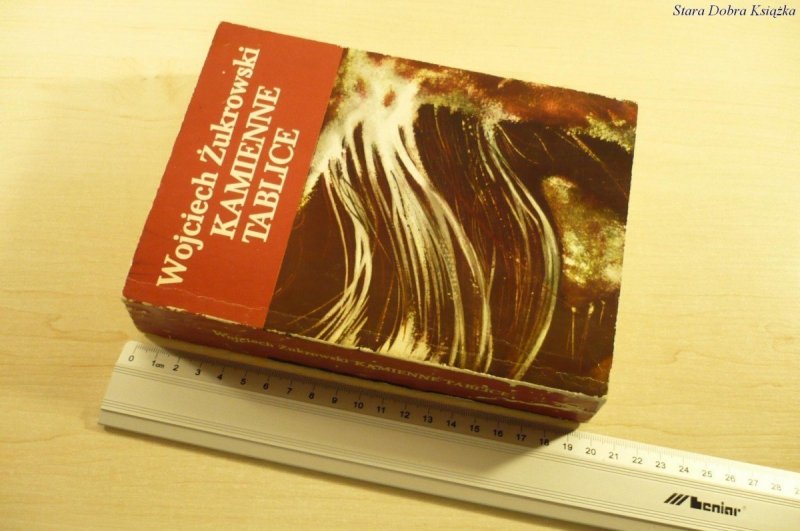 Stara Dobra Książka
Wojciech Żukrowski
KAMIENNE
TABLICE
Wojciech Żukrowski KAMIENNE TABLICE
0 1cm 2 3 4 5 6 7 8 9 10 11 12 13 14 15 16 17 18 19 20 21 22 23 24 25 26 27 28
Leniar